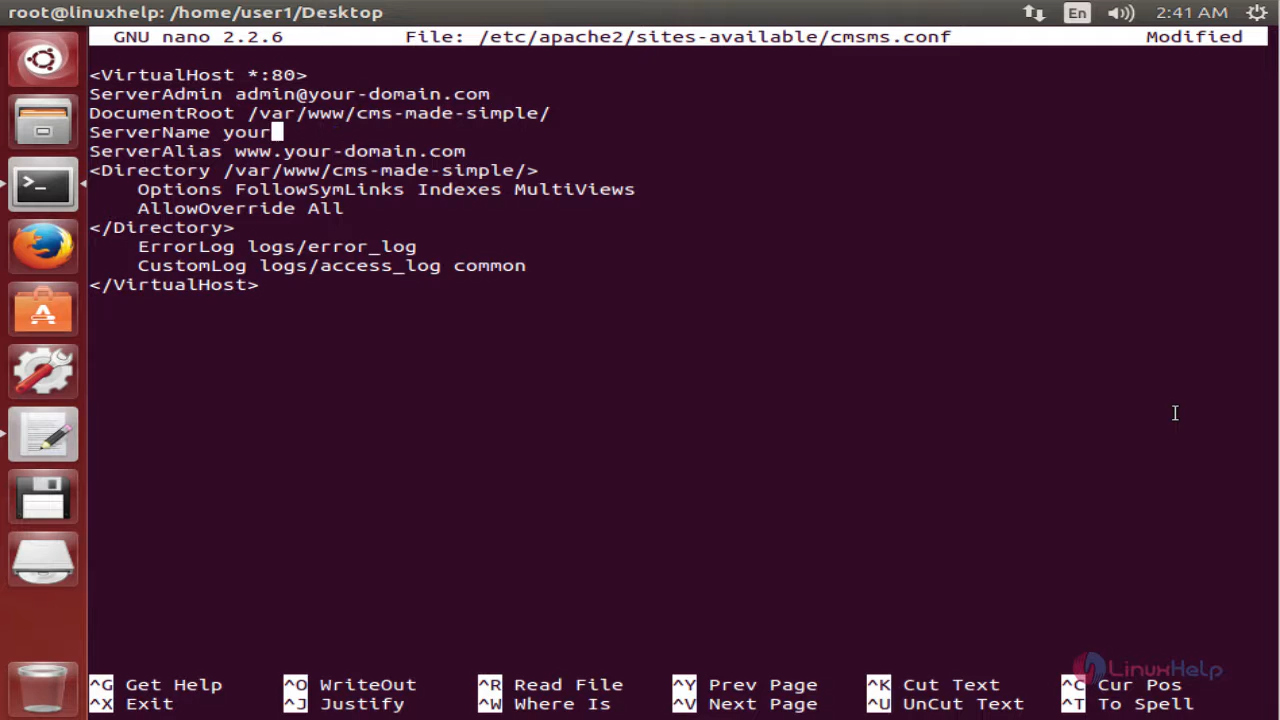 root@linuxhelp: /home/user1/Desktop En 2:41 AM
GNU nano 2.2.6 File: /etc/apache2/sites-available/cmsms.conf Modified
<VirtualHost *:80>
ServerAdmin admin@your-domain.com
DocumentRoot /var/www/cms-made-simple/
ServerName your
ServerAlias www.your-domain.com
<Directory /var/www/cms-made-simple/>
Options FollowSymLinks Indexes MultiViews
AllowOverride All
</Directory>
ErrorLog logs/error_log
CustomLog logs/access_log common
</VirtualHost>
LinuxHelp
^G Get Help ^O WriteOut ^R Read File ^Y Prev Page ^K Cut Text ^C Cur Pos
^X Exit ^J Justify ^W Where Is ^V Next Page ^U UnCut Text ^T To Spell